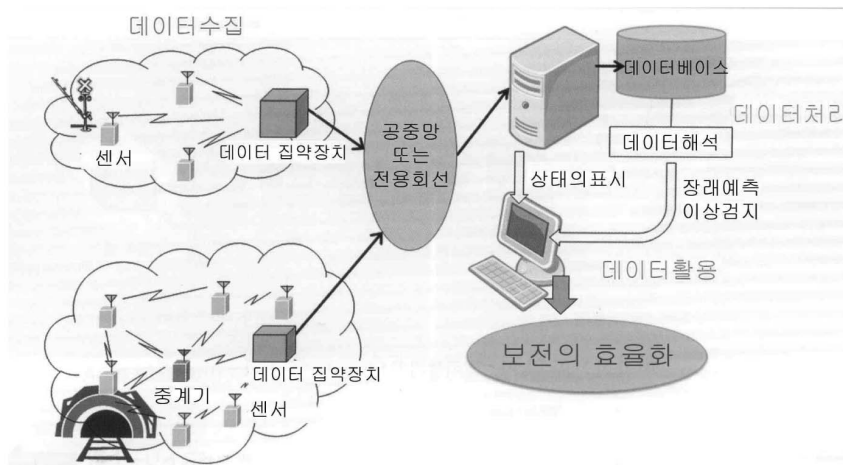 데이터수집
센서
데이터 집약장치
공중망
또는
전용회선
데이터베이스
데이터처리
데이터해석
상태의표시
장래예측
이상검지
데이터활용
보전의 효율화
데이터 집약장치
중계기
센서